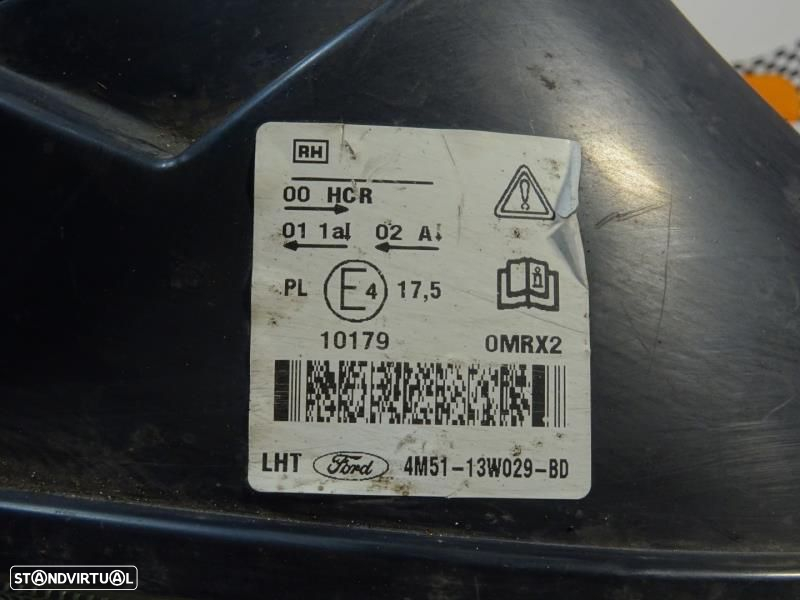 RH
00 HCR
01 1a 02 A
PL E4 17,5
10179 0MRX2
LHT Ford 4M51-13W029-BD
STANDVIRTUAL